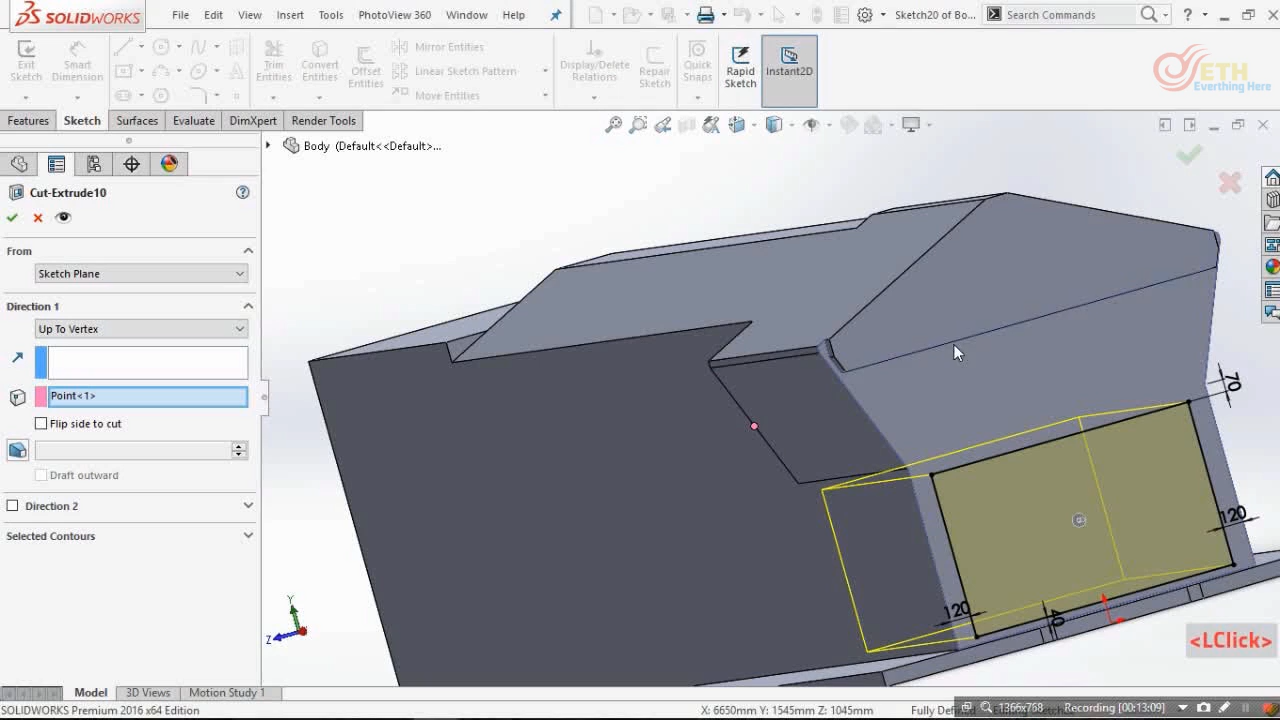 SOLIDWORKS
File Edit View Insert Tools PhotoView 360 Window Help
Sketch20 of Bo...
Search Commands
?
Exit Sketch
Smart Dimension
Trim Entities
Convert Entities
Offset Entities
Mirror Entities
Linear Sketch Pattern
Move Entities
Display/Delete Relations
Repair Sketch
Quick Snaps
Rapid Sketch
Instant2D
ETH
Everthing Here
Features Sketch Surfaces Evaluate DimXpert Render Tools
Body (Default<<Default>...
Cut-Extrude10
From
Sketch Plane
Direction 1
Up To Vertex
Point<1>
Flip side to cut
Draft outward
Direction 2
Selected Contours
70
120
120
40
Y
Z
<LClick>
Model 3D Views Motion Study 1
SOLIDWORKS Premium 2016 x64 Edition
X: 6650mm Y: 1545mm Z: 1045mm
Fully Defined
1366x768
Recording [00:13:09]